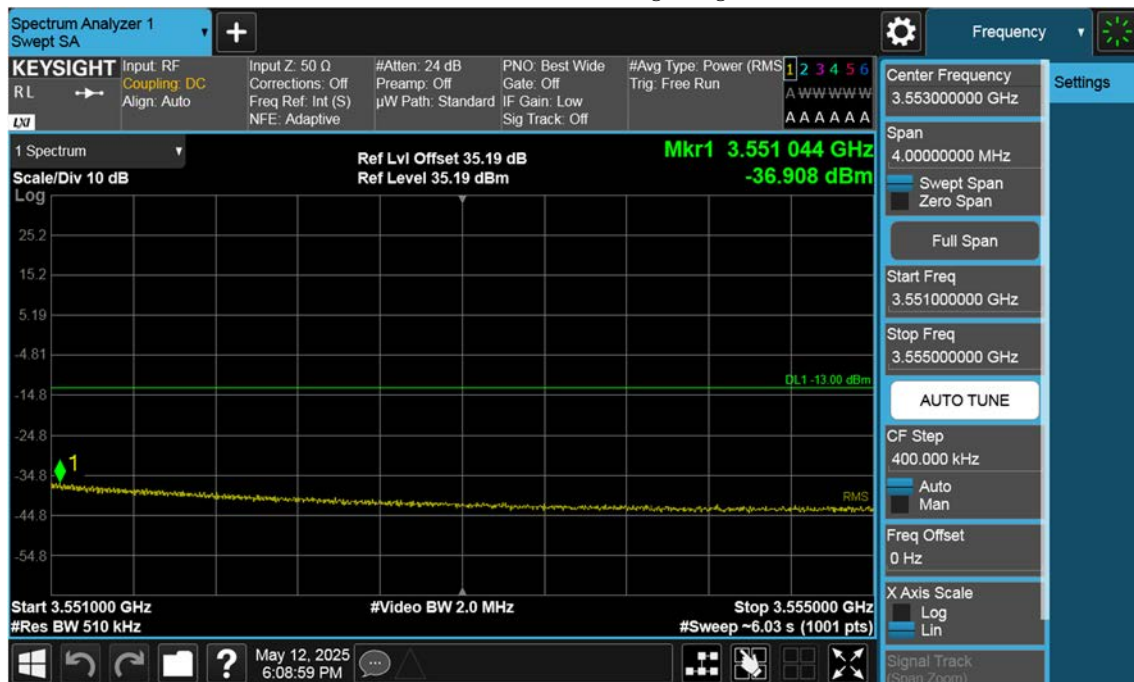 Spectrum Analyzer 1
Swept SA
Frequency
KEYSIGHT
RL
LXI
Input: RF
Coupling: DC
Align: Auto
Input Z: 50 Ω
Corrections: Off
Freq Ref: Int (S)
NFE: Adaptive
#Atten: 24 dB
Preamp: Off
µW Path: Standard
PNO: Best Wide
Gate: Off
IF Gain: Low
Sig Track: Off
#Avg Type: Power (RMS
Trig: Free Run
1 2 3 4 5 6
A W W W W W
A A A A A A
Center Frequency
3.553000000 GHz
Settings
Span
4.00000000 MHz
Swept Span
Zero Span
Full Span
Start Freq
3.551000000 GHz
Stop Freq
3.555000000 GHz
AUTO TUNE
CF Step
400.000 kHz
Auto
Man
Freq Offset
0 Hz
X Axis Scale
Log
Lin
Signal Track
(Span Zoom)
1 Spectrum
Scale/Div 10 dB
Log
Ref Lvl Offset 35.19 dB
Ref Level 35.19 dBm
Mkr1 3.551 044 GHz
-36.908 dBm
25.2
15.2
5.19
-4.81
DL1 -13.00 dBm
-14.8
-24.8
1
-34.8
RMS
-44.8
-54.8
Start 3.551000 GHz
#Res BW 510 kHz
#Video BW 2.0 MHz
Stop 3.555000 GHz
#Sweep ~6.03 s (1001 pts)
?
May 12, 2025
6:08:59 PM